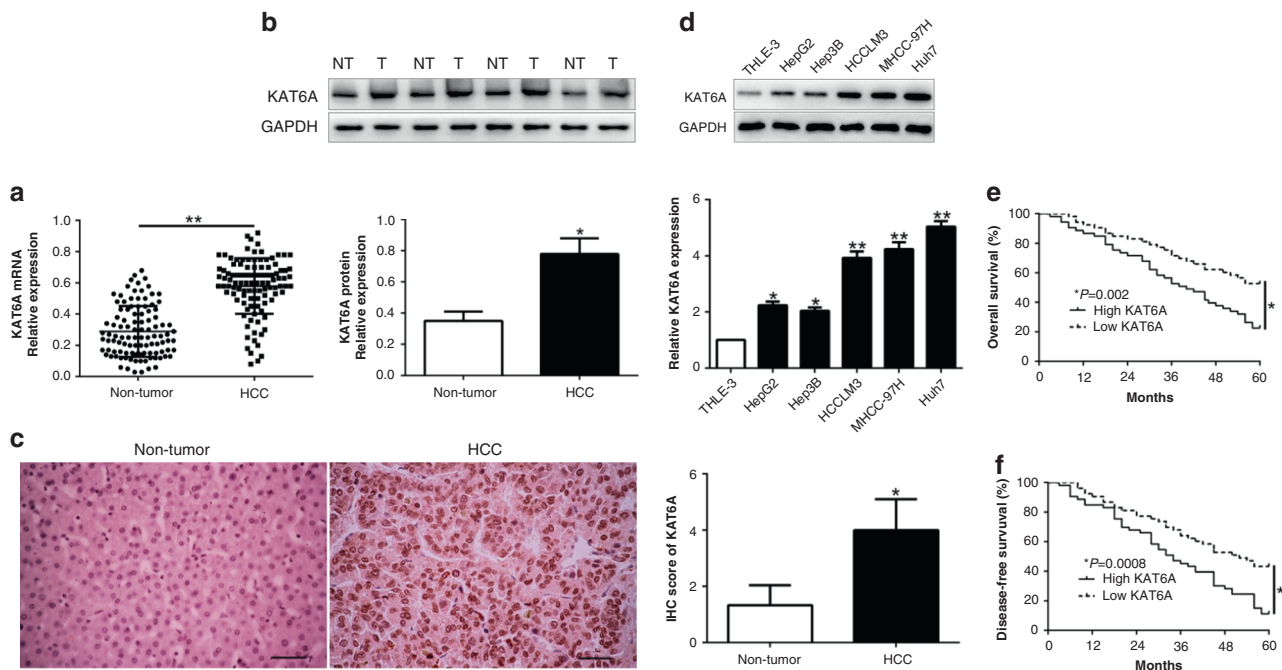 b
NT T NT T NT T NT T
KAT6A
GAPDH
d
THLE-3 HepG2 Hep3B HCCLM3 MHCC-97H Huh7
KAT6A
GAPDH
a
KAT6A mRNA
Relative expression
1.0
0.8
0.6
0.4
0.2
0.0
**
Non-tumor HCC
KAT6A protein
Relative expression
1.0
0.8
0.6
0.4
0.2
0.0
*
Non-tumor HCC
Relative KAT6A expression
6
4
2
0
* * ** ** **
THLE-3 HepG2 Hep3B HCCLM3 MHCC-97H Huh7
e
Overall survival (%)
100
80
60
40
20
0
*P=0.002
High KAT6A
Low KAT6A
*
0 12 24 36 48 60
Months
c
Non-tumor HCC
IHC score of KAT6A
6
4
2
0
*
Non-tumor HCC
f
Disease-free survuval (%)
100
80
60
40
20
0
*P=0.0008
High KAT6A
Low KAT6A
*
0 12 24 36 48 60
Months